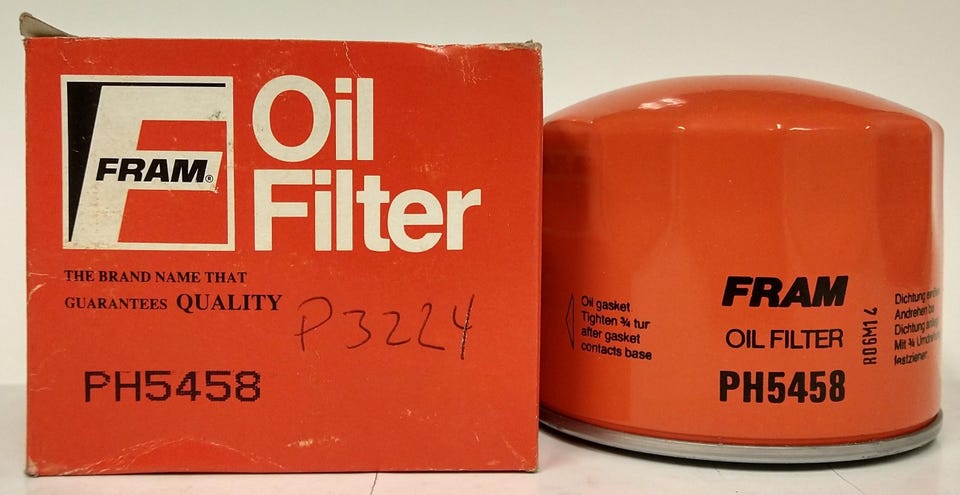 FRAM®
Oil
Filter
THE BRAND NAME THAT
GUARANTEES QUALITY
P3224
PH5458
Oil gasket
Tighten ¾ tur
after gasket
contacts base
FRAM
OIL FILTER
PH5458
R06M14
Dichtung
Andrehen
Dichtung
Mit ¾
festziehen